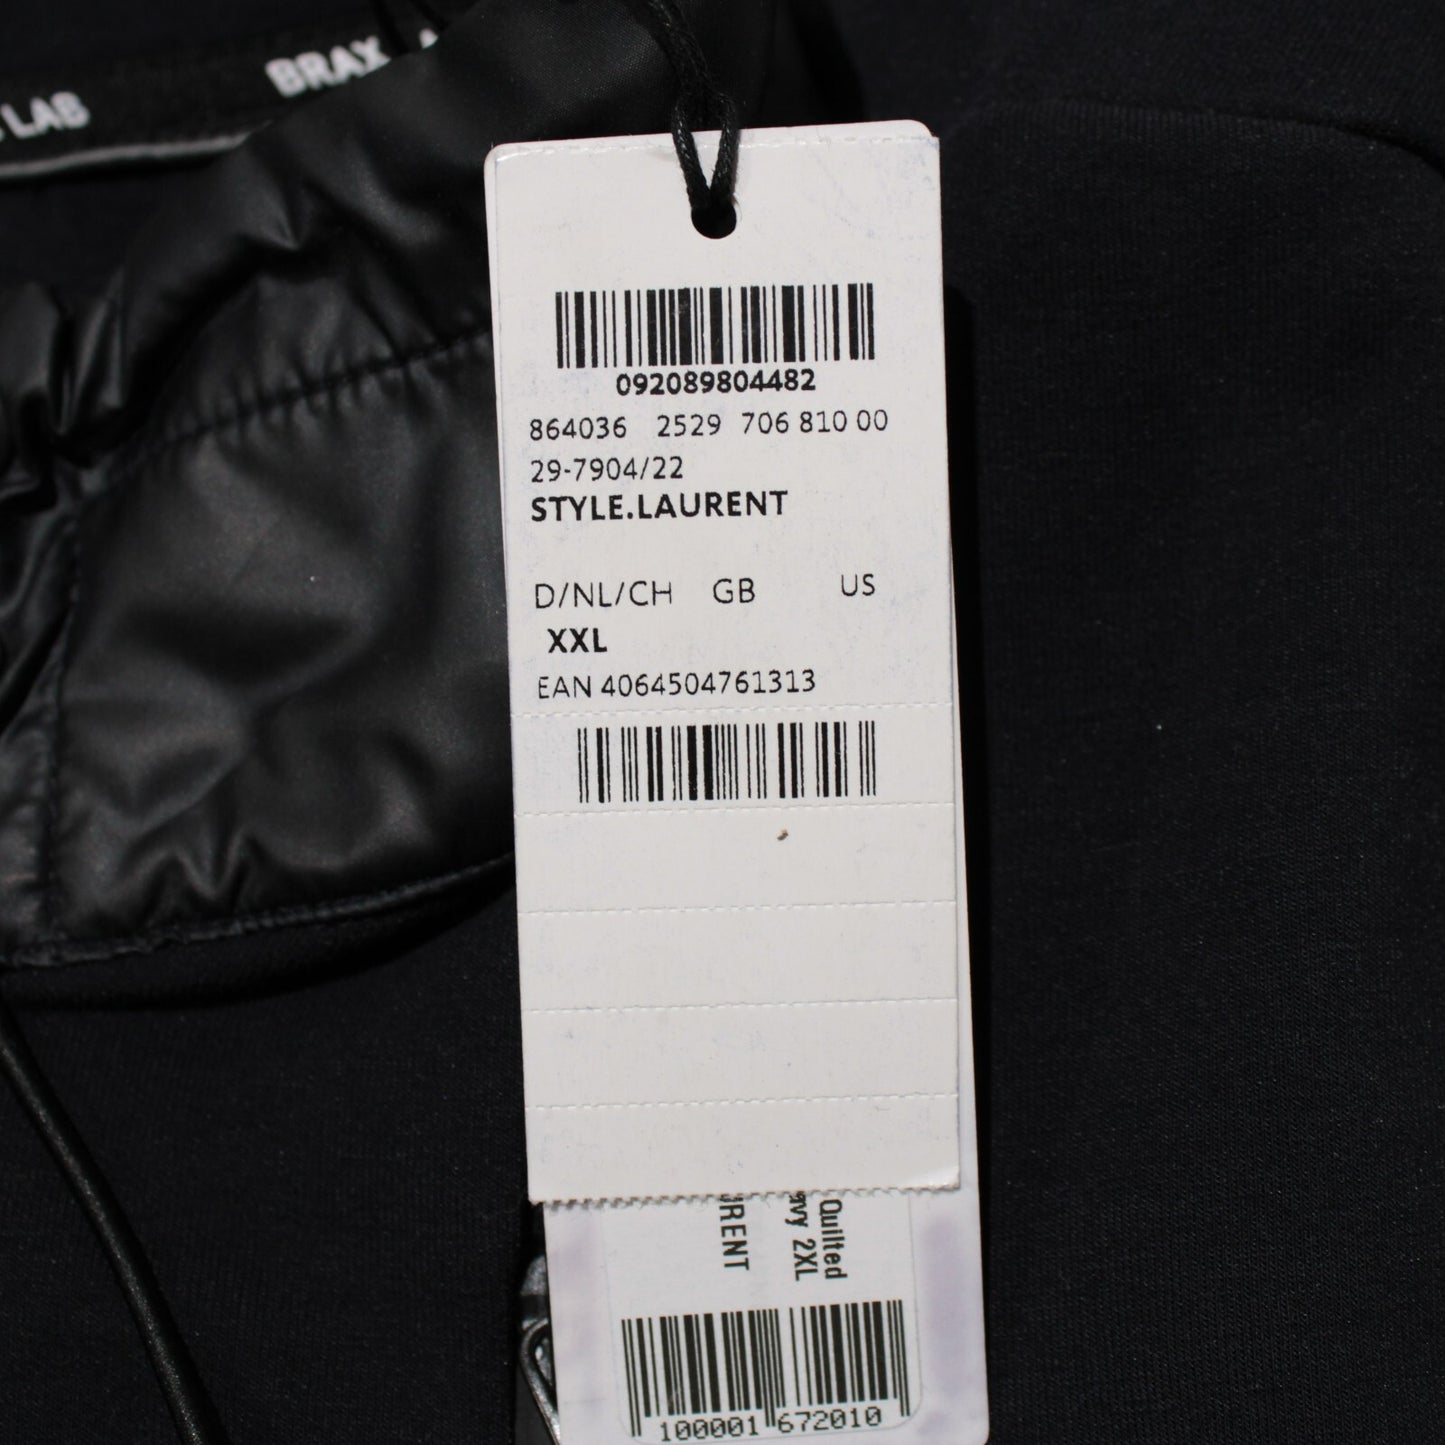 LAB
BRAX
092089804482
864036 2529 706 810 00
29-7904/22
STYLE.LAURENT
D/NL/CH GB US
XXL
EAN 4064504761313
Quilted
2XL
100001 672010